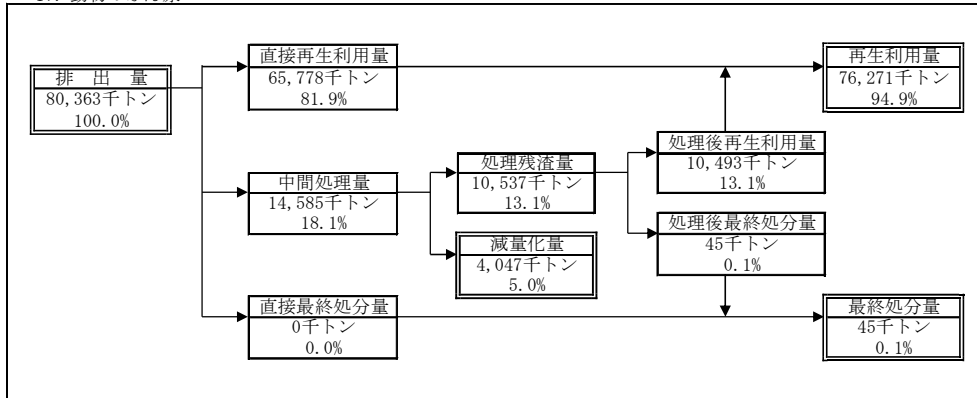 排 出 量
80,363千トン
100.0%
直接再生利用量
65,778千トン
81.9%
再生利用量
76,271千トン
94.9%
中間処理量
14,585千トン
18.1%
処理残渣量
10,537千トン
13.1%
処理後再生利用量
10,493千トン
13.1%
減量化量
4,047千トン
5.0%
処理後最終処分量
45千トン
0.1%
直接最終処分量
0千トン
0.0%
最終処分量
45千トン
0.1%